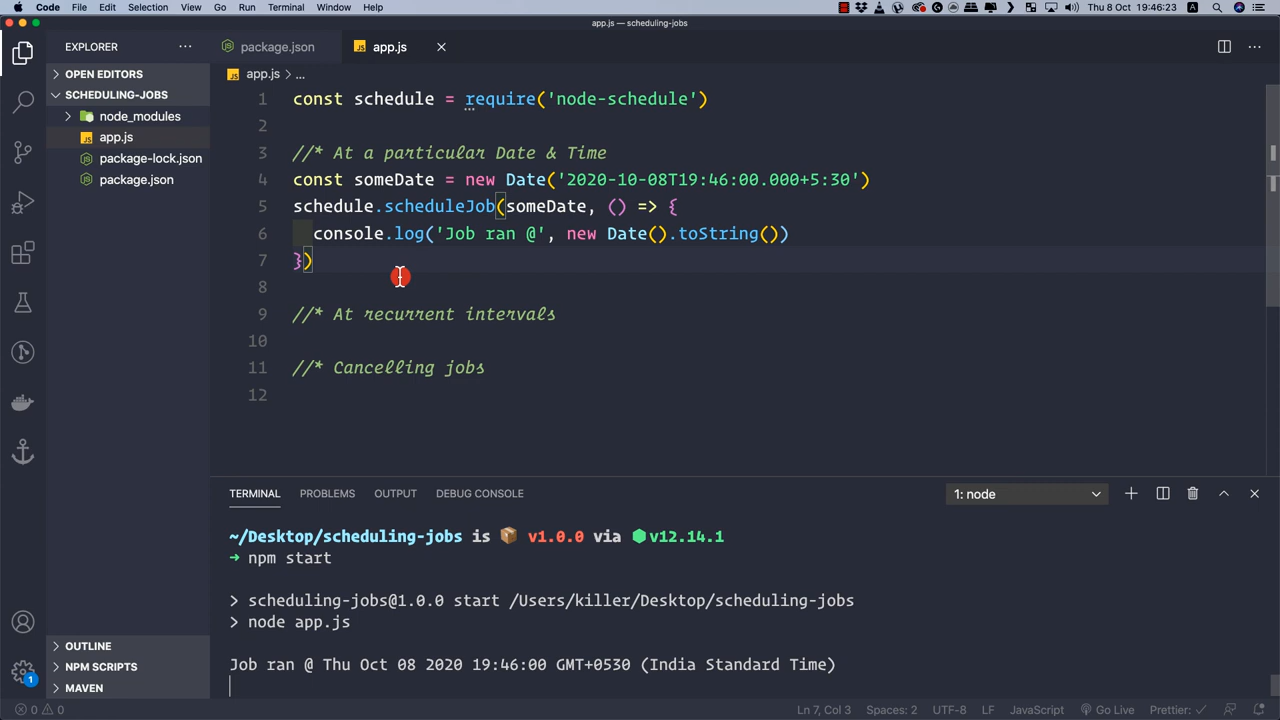 Code File Edit Selection View Go Run Terminal Window Help Thu 8 Oct 19:46:23
app.js — scheduling-jobs
EXPLORER
package.json
app.js
OPEN EDITORS
SCHEDULING-JOBS
node_modules
app.js
package-lock.json
package.json
app.js > ...
1 const schedule = require('node-schedule')
2
3 //* At a particular Date & Time
4 const someDate = new Date('2020-10-08T19:46:00.000+5:30')
5 schedule.scheduleJob(someDate, () => {
6 console.log('Job ran @', new Date().toString())
7 })
8
9 //* At recurrent intervals
10
11 //* Cancelling jobs
12
TERMINAL PROBLEMS OUTPUT DEBUG CONSOLE 1: node
~/Desktop/scheduling-jobs is 📦 v1.0.0 via ⬢ v12.14.1
➜ npm start
> scheduling-jobs@1.0.0 start /Users/killer/Desktop/scheduling-jobs
> node app.js
Job ran @ Thu Oct 08 2020 19:46:00 GMT+0530 (India Standard Time)
OUTLINE
NPM SCRIPTS
MAVEN
1
0 0 Ln 7, Col 3 Spaces: 2 UTF-8 LF JavaScript Go Live Prettier: ✓